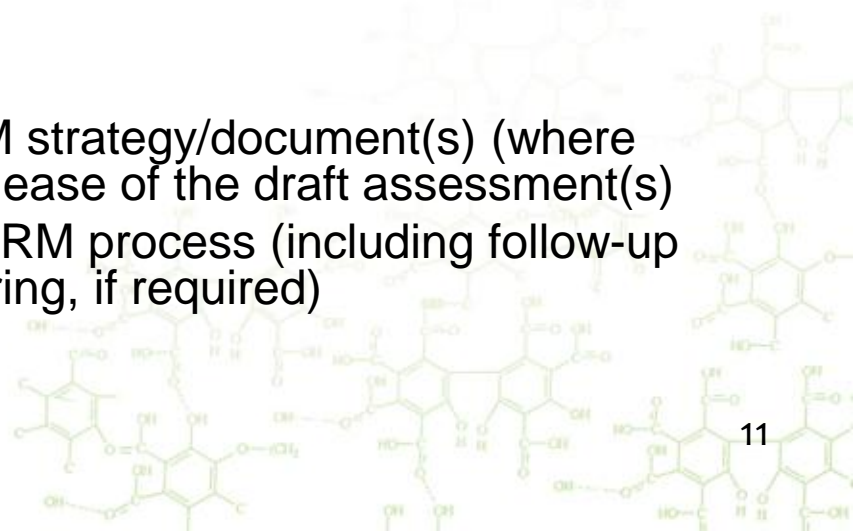 M strategy/document(s) (where
ease of the draft assessment(s)
RM process (including follow-up
ring, if required)
11